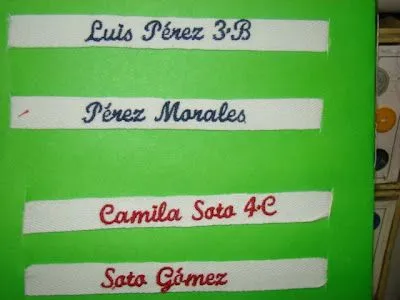 Luis Pérez 3·B
Pérez Morales
Camila Soto 4·C
Soto Gómez